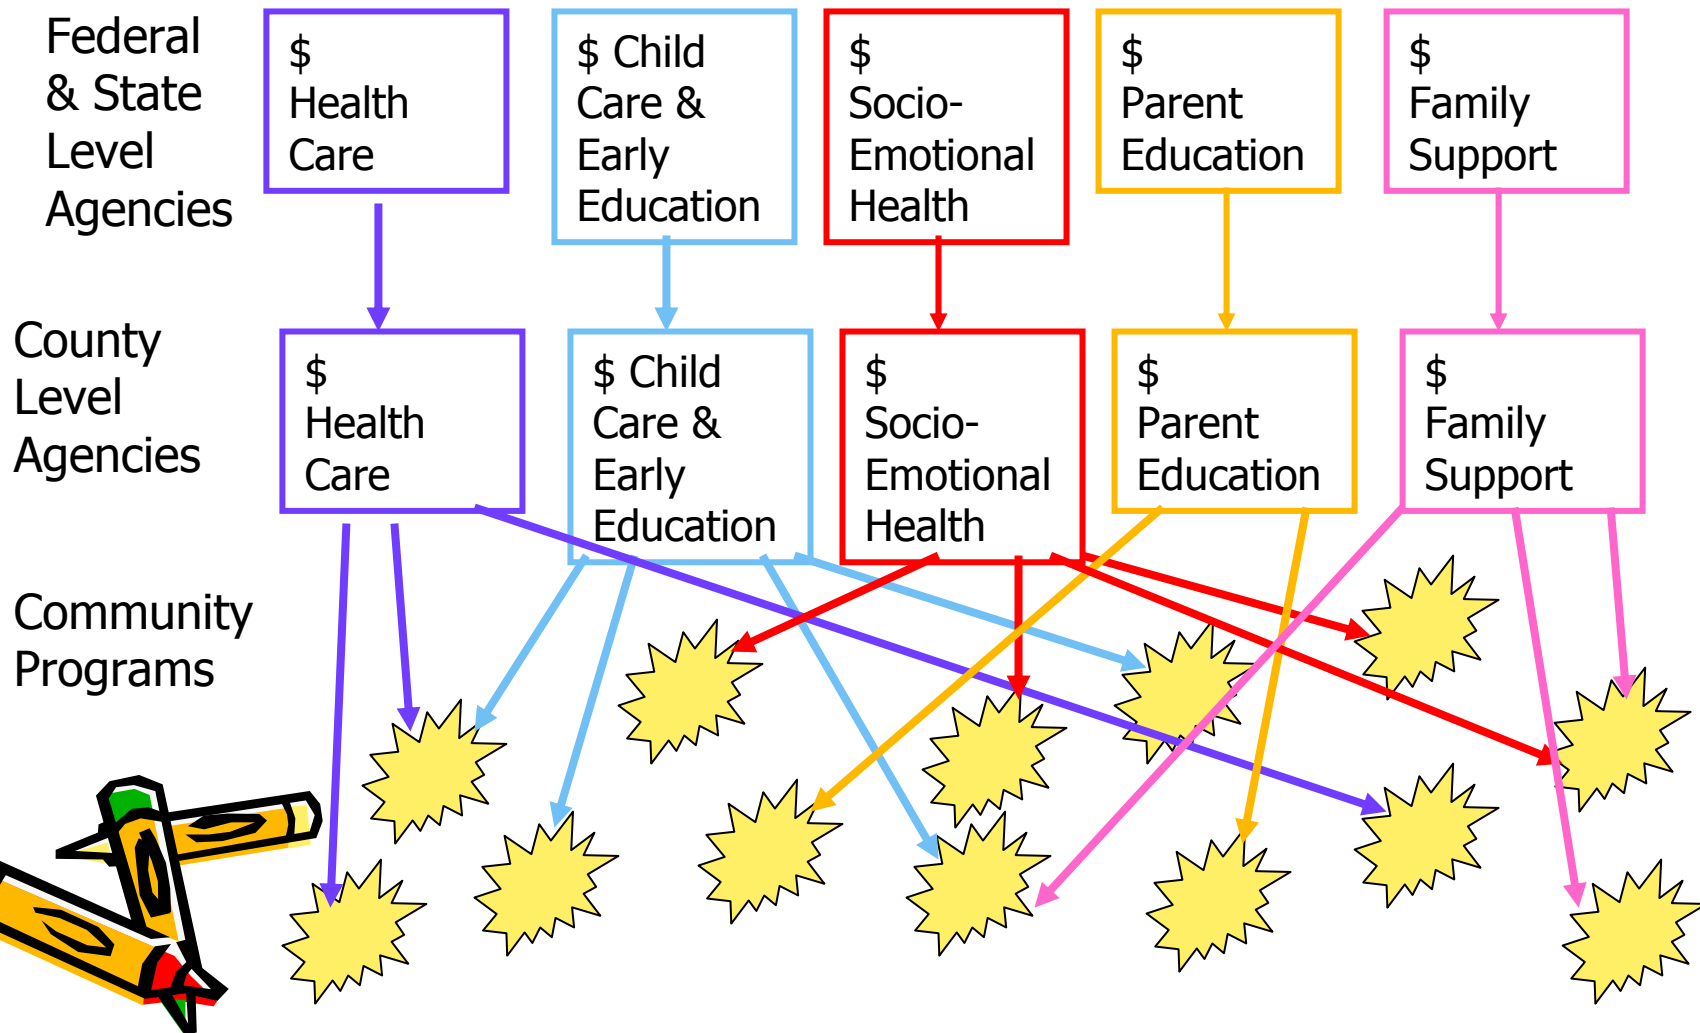 Federal
& State
Level
Agencies
$
Health
Care
$ Child
Care &
Early
Education
$
Socio-
Emotional
Health
$
Parent
Education
$
Family
Support
County
Level
Agencies
$
Health
Care
$ Child
Care &
Early
Education
$
Socio-
Emotional
Health
$
Parent
Education
$
Family
Support
Community
Programs